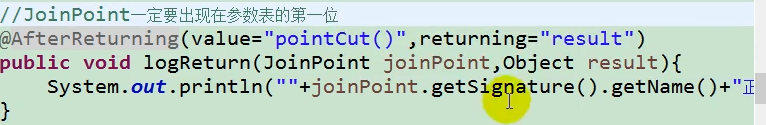 //JoinPoint一定要出现在参数表的第一位
@AfterReturning(value="pointCut()",returning="result")
public void logReturn(JoinPoint joinPoint,Object result){
System.out.println(""+joinPoint.getSignature().getName()+"正
}